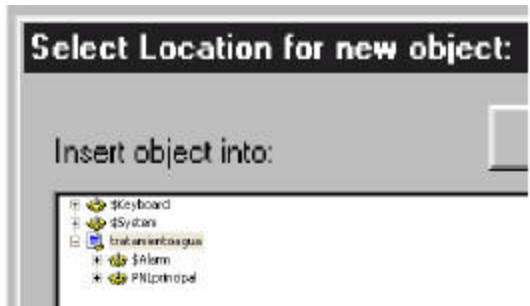 Select Location for new object:
Insert object into:
$Keyboard
$System
tratamientoagua
$Alarm
PNLprincipal